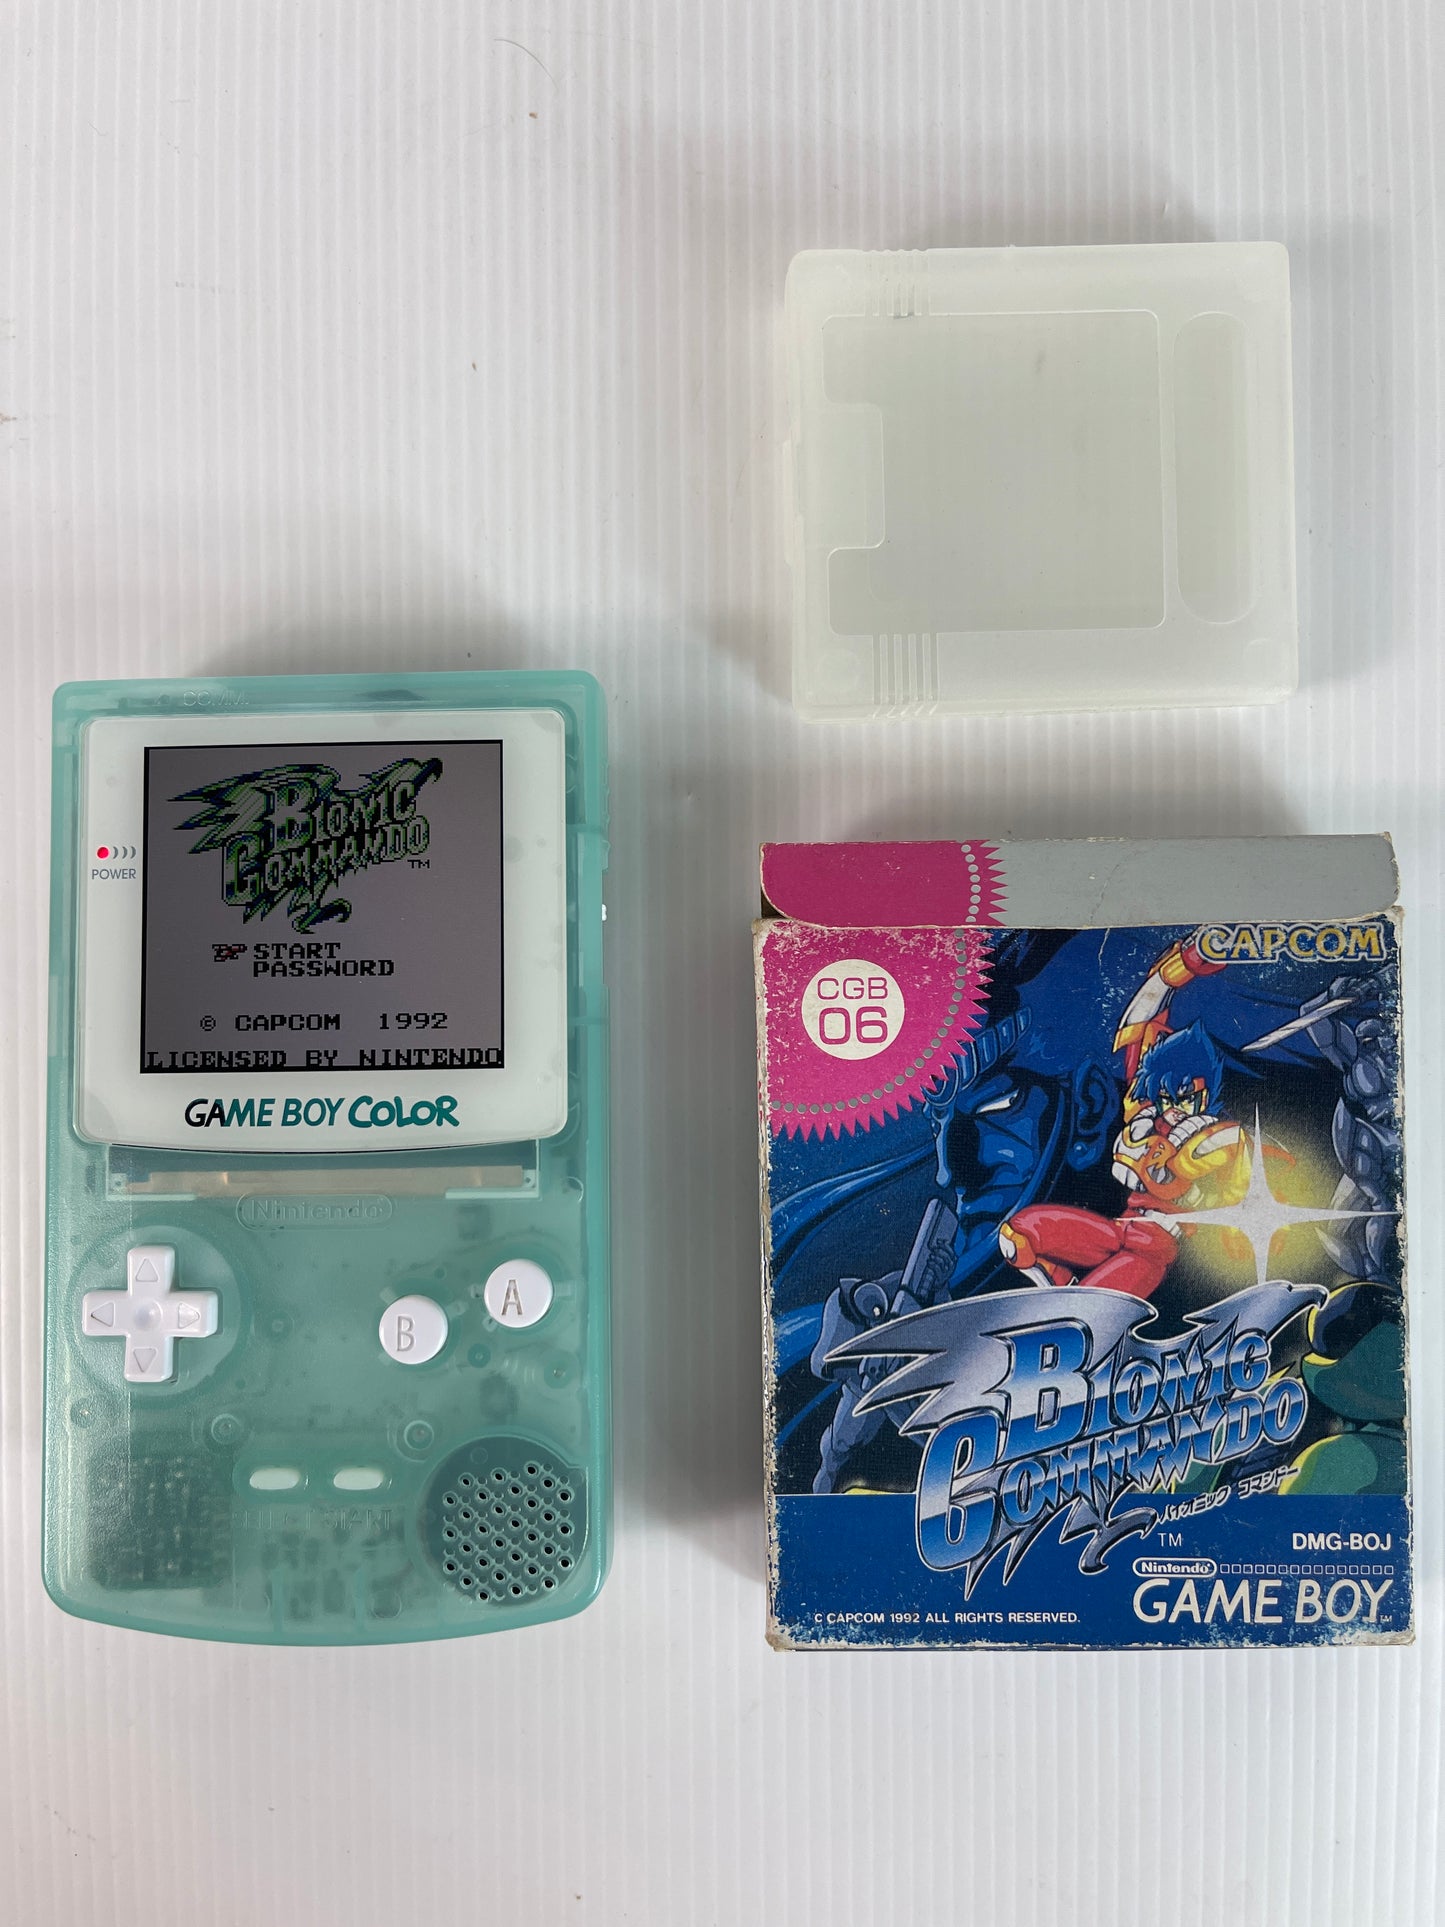 COMM.
BIONIC
COMMANDO
TM
START
PASSWORD
© CAPCOM 1992
LICENSED BY NINTENDO
POWER
GAME BOY COLOR
Nintendo
A
B
SELECT START
CAPCOM
CGB
06
BIONIC
COMMANDO
バイオニック コマンドー
TM
DMG-BOJ
Nintendo
GAME BOY
TM
© CAPCOM 1992 ALL RIGHTS RESERVED.